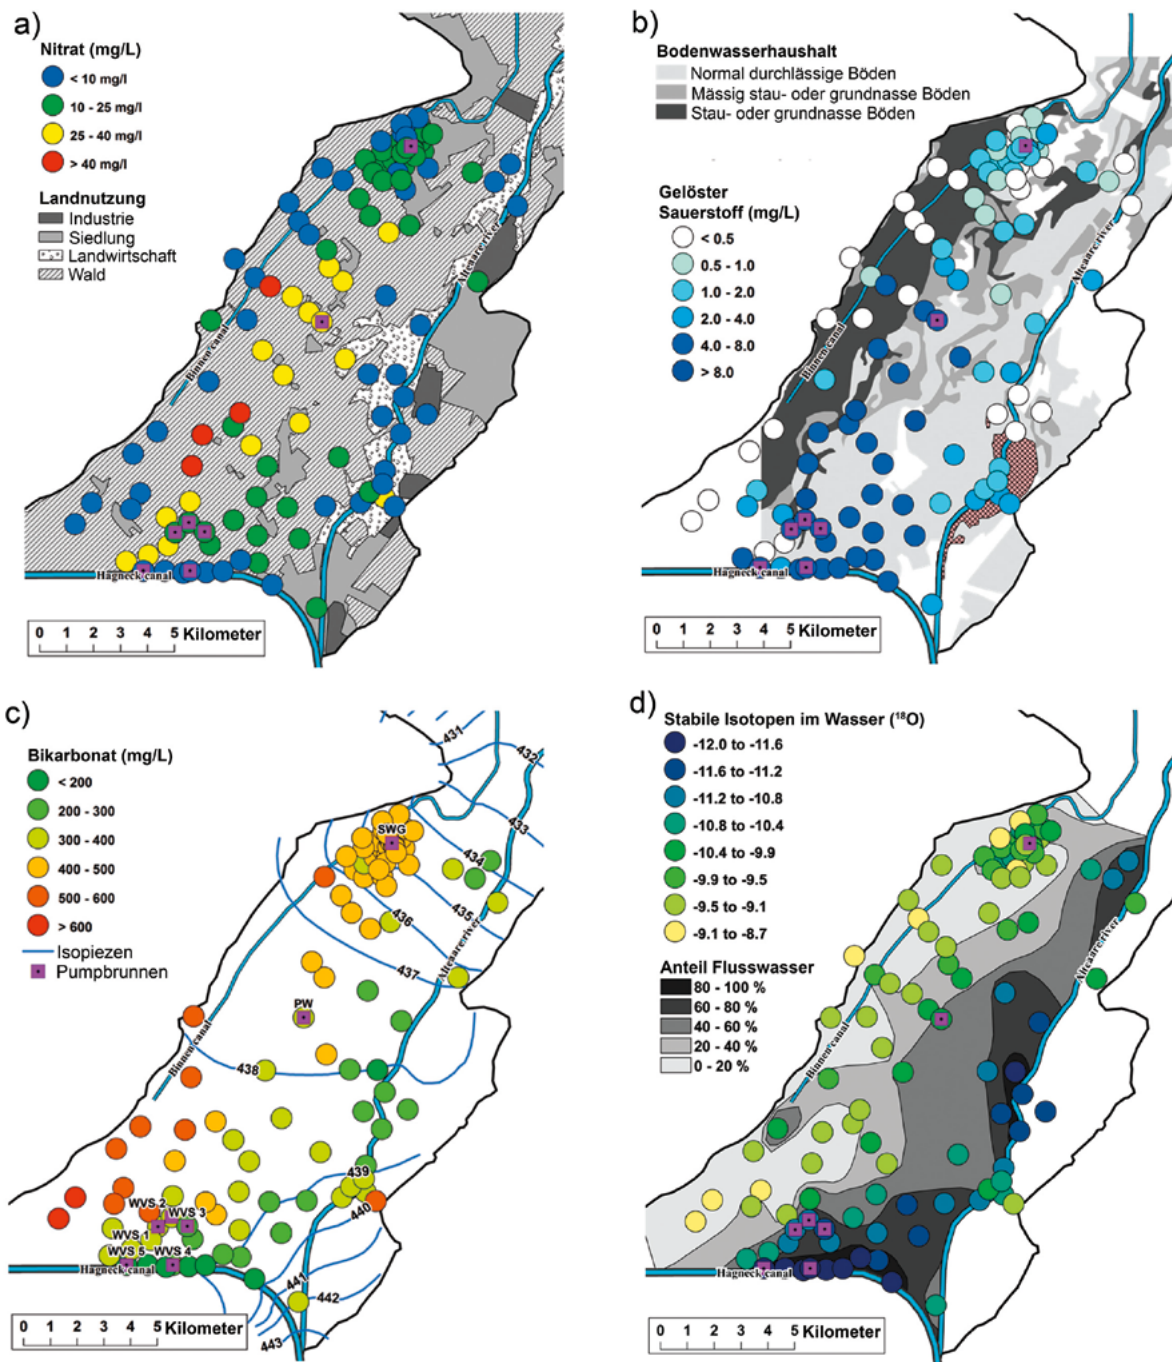 a)
Nitrat (mg/L)
< 10 mg/l
10 - 25 mg/l
25 - 40 mg/l
> 40 mg/l
Landnutzung
Industrie
Siedlung
Landwirtschaft
Wald
Binnen canal
Alteaare river
Hagneck canal
0 1 2 3 4 5 Kilometer
b)
Bodenwasserhaushalt
Normal durchlässige Böden
Mässig stau- oder grundnasse Böden
Stau- oder grundnasse Böden
Gelöster
Sauerstoff (mg/L)
< 0.5
0.5 - 1.0
1.0 - 2.0
2.0 - 4.0
4.0 - 8.0
> 8.0
Binnen canal
Alteaare river
Hagneck canal
0 1 2 3 4 5 Kilometer
c)
Bikarbonat (mg/L)
< 200
200 - 300
300 - 400
400 - 500
500 - 600
> 600
Isopiezen
Pumpbrunnen
431
432
433
SWG
434
435
436
437
Alteaare river
PW
Binnen canal
438
439
WVS 2
WVS 3
440
WVS 1
WVS 5 WVS 4
Hagneck canal
441
442
443
0 1 2 3 4 5 Kilometer
d)
Stabile Isotopen im Wasser (¹⁸O)
-12.0 to -11.6
-11.6 to -11.2
-11.2 to -10.8
-10.8 to -10.4
-10.4 to -9.9
-9.9 to -9.5
-9.5 to -9.1
-9.1 to -8.7
Anteil Flusswasser
80 - 100 %
60 - 80 %
40 - 60 %
20 - 40 %
0 - 20 %
Alteaare river
Binnen canal
Hagneck canal
0 1 2 3 4 5 Kilometer